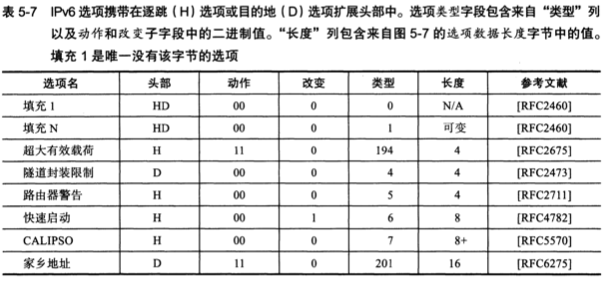 表 5-7 IPv6 选项携带在逐跳（H）选项或目的地（D）选项扩展头部中。选项类型字段包含来自“类型”列
以及动作和改变子字段中的二进制值。“长度”列包含来自图 5-7 的选项数据长度字节中的值。
填充 1 是唯一没有该字节的选项
选项名 头部 动作 改变 类型 长度 参考文献
填充 1 HD 00 0 0 N/A [RFC2460]
填充 N HD 00 0 1 可变 [RFC2460]
超大有效载荷 H 11 0 194 4 [RFC2675]
隧道封装限制 D 00 0 4 4 [RFC2473]
路由器警告 H 00 0 5 4 [RFC2711]
快速启动 H 00 1 6 8 [RFC4782]
CALIPSO H 00 0 7 8+ [RFC5570]
家乡地址 D 11 0 201 16 [RFC6275]